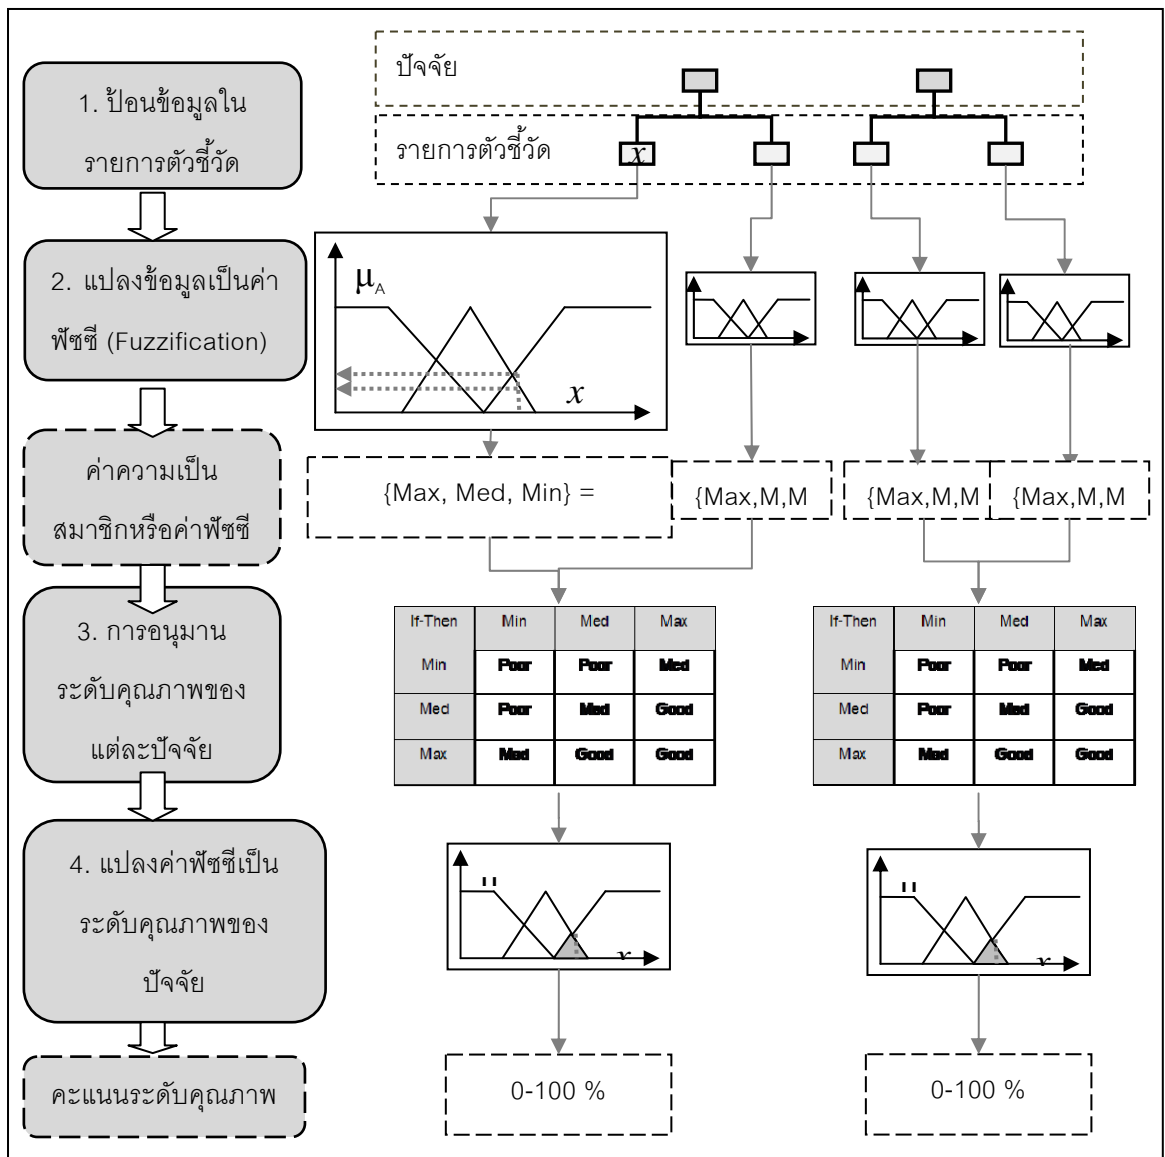 1. ป้อนข้อมูลใน
รายการตัวชี้วัด
ปัจจัย
รายการตัวชี้วัด
x
2. แปลงข้อมูลเป็นค่า
ฟัซซี (Fuzzification)
μA
x
ค่าความเป็น
สมาชิกหรือค่าฟัซซี
{Max, Med, Min} =
{Max,M,M
{Max,M,M
{Max,M,M
3. การอนุมาน
ระดับคุณภาพของ
แต่ละปัจจัย
If-Then Min Med Max
Min Poor Poor Med
Med Poor Med Good
Max Med Good Good
If-Then Min Med Max
Min Poor Poor Med
Med Poor Med Good
Max Med Good Good
4. แปลงค่าฟัซซีเป็น
ระดับคุณภาพของ
ปัจจัย
คะแนนระดับคุณภาพ
0-100 %
0-100 %